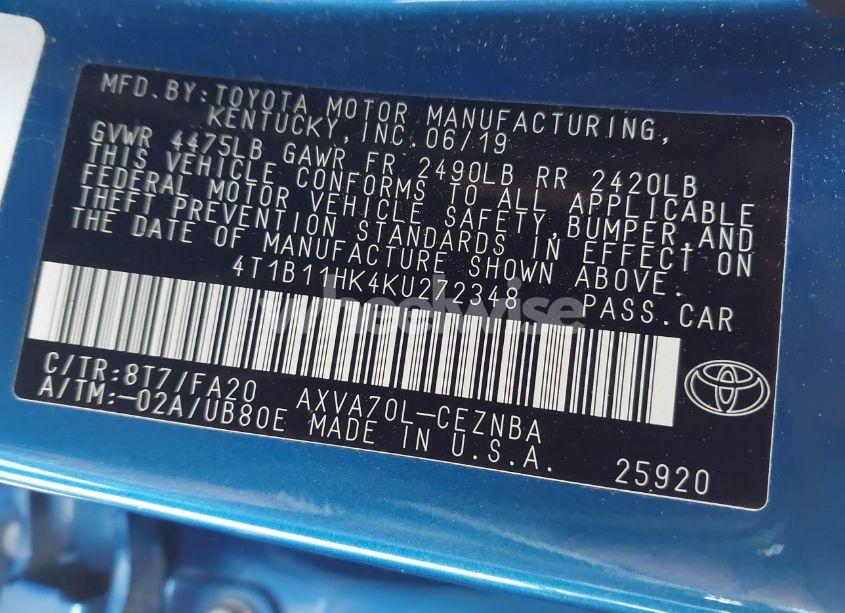 MFD.BY:TOYOTA MOTOR MANUFACTURING,
KENTUCKY,INC.06/19
GVWR 4475LB GAWR FR 2490LB RR 2420LB
THIS VEHICLE CONFORMS TO ALL APPLICABLE
FEDERAL MOTOR VEHICLE SAFETY,BUMPER,AND
THEFT PREVENTION STANDARDS IN EFFECT ON
THE DATE OF MANUFACTURE SHOWN ABOVE.
4T1B11HK4KU272348 PASS.CAR
wheelwise
C/TR:8T7/FA20 AXVA70L-CEZNBA
A/TM:-02A/UB80E MADE IN U.S.A.
25920